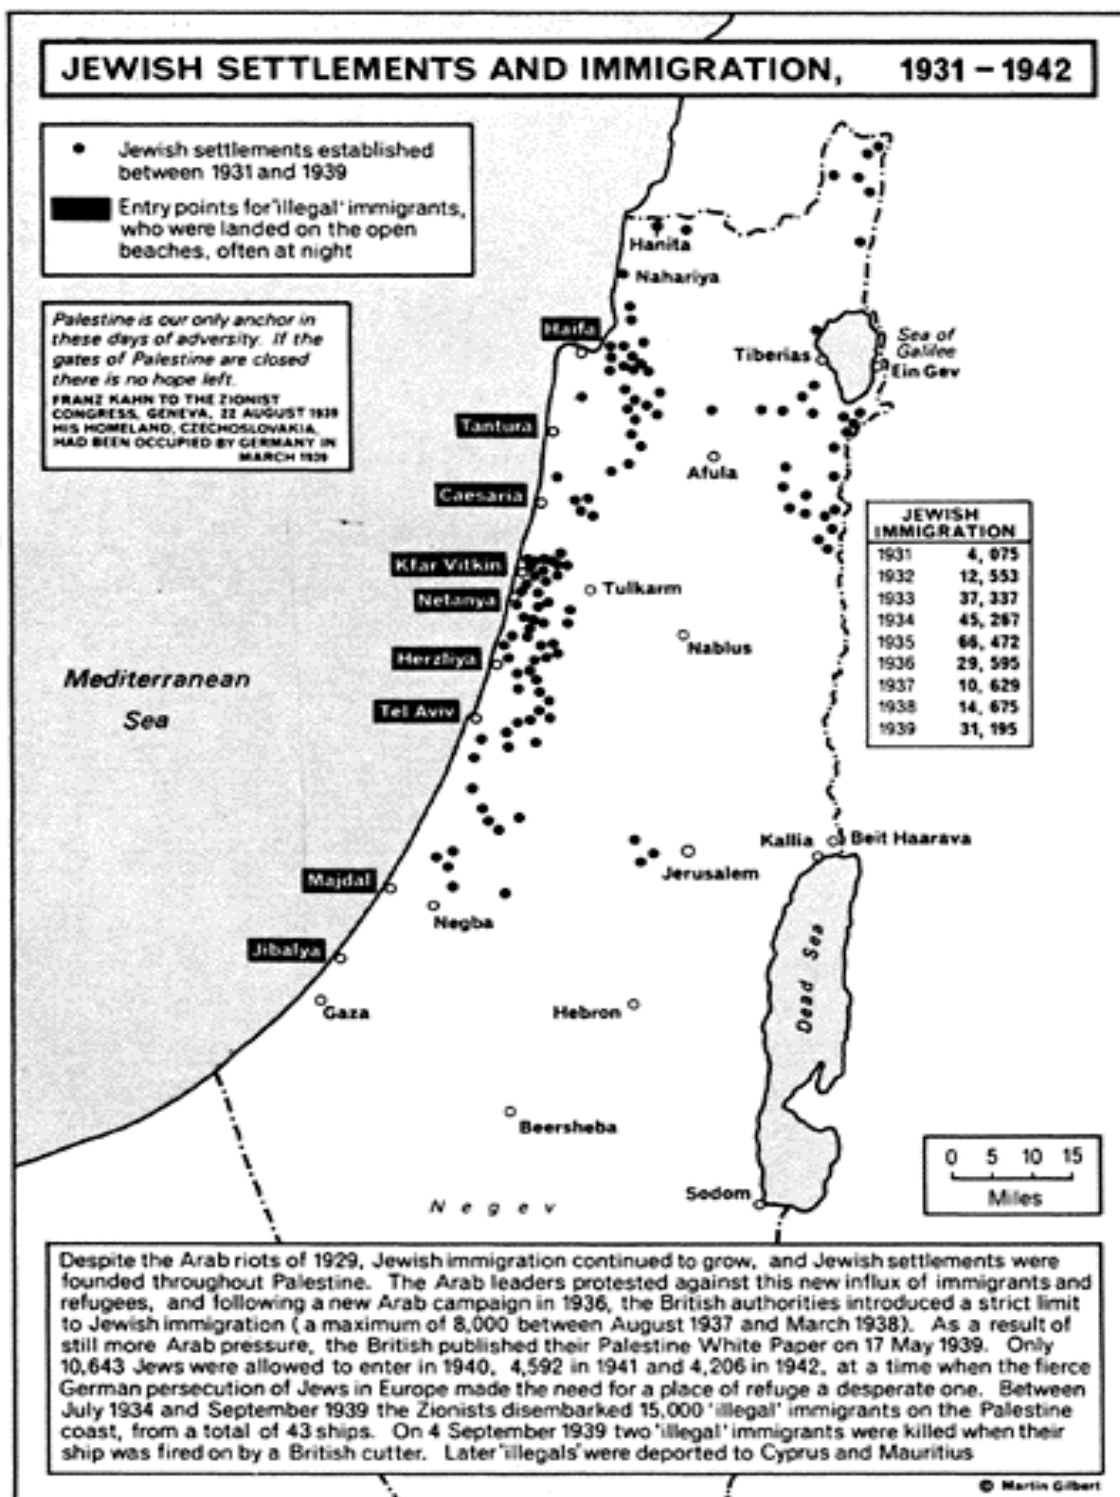 JEWISH SETTLEMENTS AND IMMIGRATION, 1931 – 1942
Jewish settlements established
between 1931 and 1939
Entry points for 'illegal' immigrants,
who were landed on the open
beaches, often at night
Palestine is our only anchor in
these days of adversity. If the
gates of Palestine are closed
there is no hope left.
FRANZ KAHN TO THE ZIONIST
CONGRESS, GENEVA, 22 AUGUST 1939
HIS HOMELAND, CZECHOSLOVAKIA,
HAD BEEN OCCUPIED BY GERMANY IN
MARCH 1939
Hanita
Nahariya
Haifa
Sea of
Galilee
Tiberias
Ein Gev
Tantura
Afula
Caesaria
JEWISH
IMMIGRATION
1931 4,075
1932 12,553
1933 37,337
1934 45,267
1935 66,472
1936 29,595
1937 10,629
1938 14,675
1939 31,195
Kfar Vitkin
Tulkarm
Netanya
Nablus
Herzliya
Mediterranean
Sea
Tel Aviv
Kallia
Beit Haarava
Jerusalem
Majdal
Negba
Jibalya
Dead Sea
Gaza
Hebron
Beersheba
0 5 10 15
Miles
Sodom
Negev
Despite the Arab riots of 1929, Jewish immigration continued to grow, and Jewish settlements were
founded throughout Palestine. The Arab leaders protested against this new influx of immigrants and
refugees, and following a new Arab campaign in 1936, the British authorities introduced a strict limit
to Jewish immigration (a maximum of 8,000 between August 1937 and March 1938). As a result of
still more Arab pressure, the British published their Palestine White Paper on 17 May 1939. Only
10,643 Jews were allowed to enter in 1940, 4,592 in 1941 and 4,206 in 1942, at a time when the fierce
German persecution of Jews in Europe made the need for a place of refuge a desperate one. Between
July 1934 and September 1939 the Zionists disembarked 15,000 'illegal' immigrants on the Palestine
coast, from a total of 43 ships. On 4 September 1939 two 'illegal' immigrants were killed when their
ship was fired on by a British cutter. Later "illegals" were deported to Cyprus and Mauritius
© Martin Gilbert